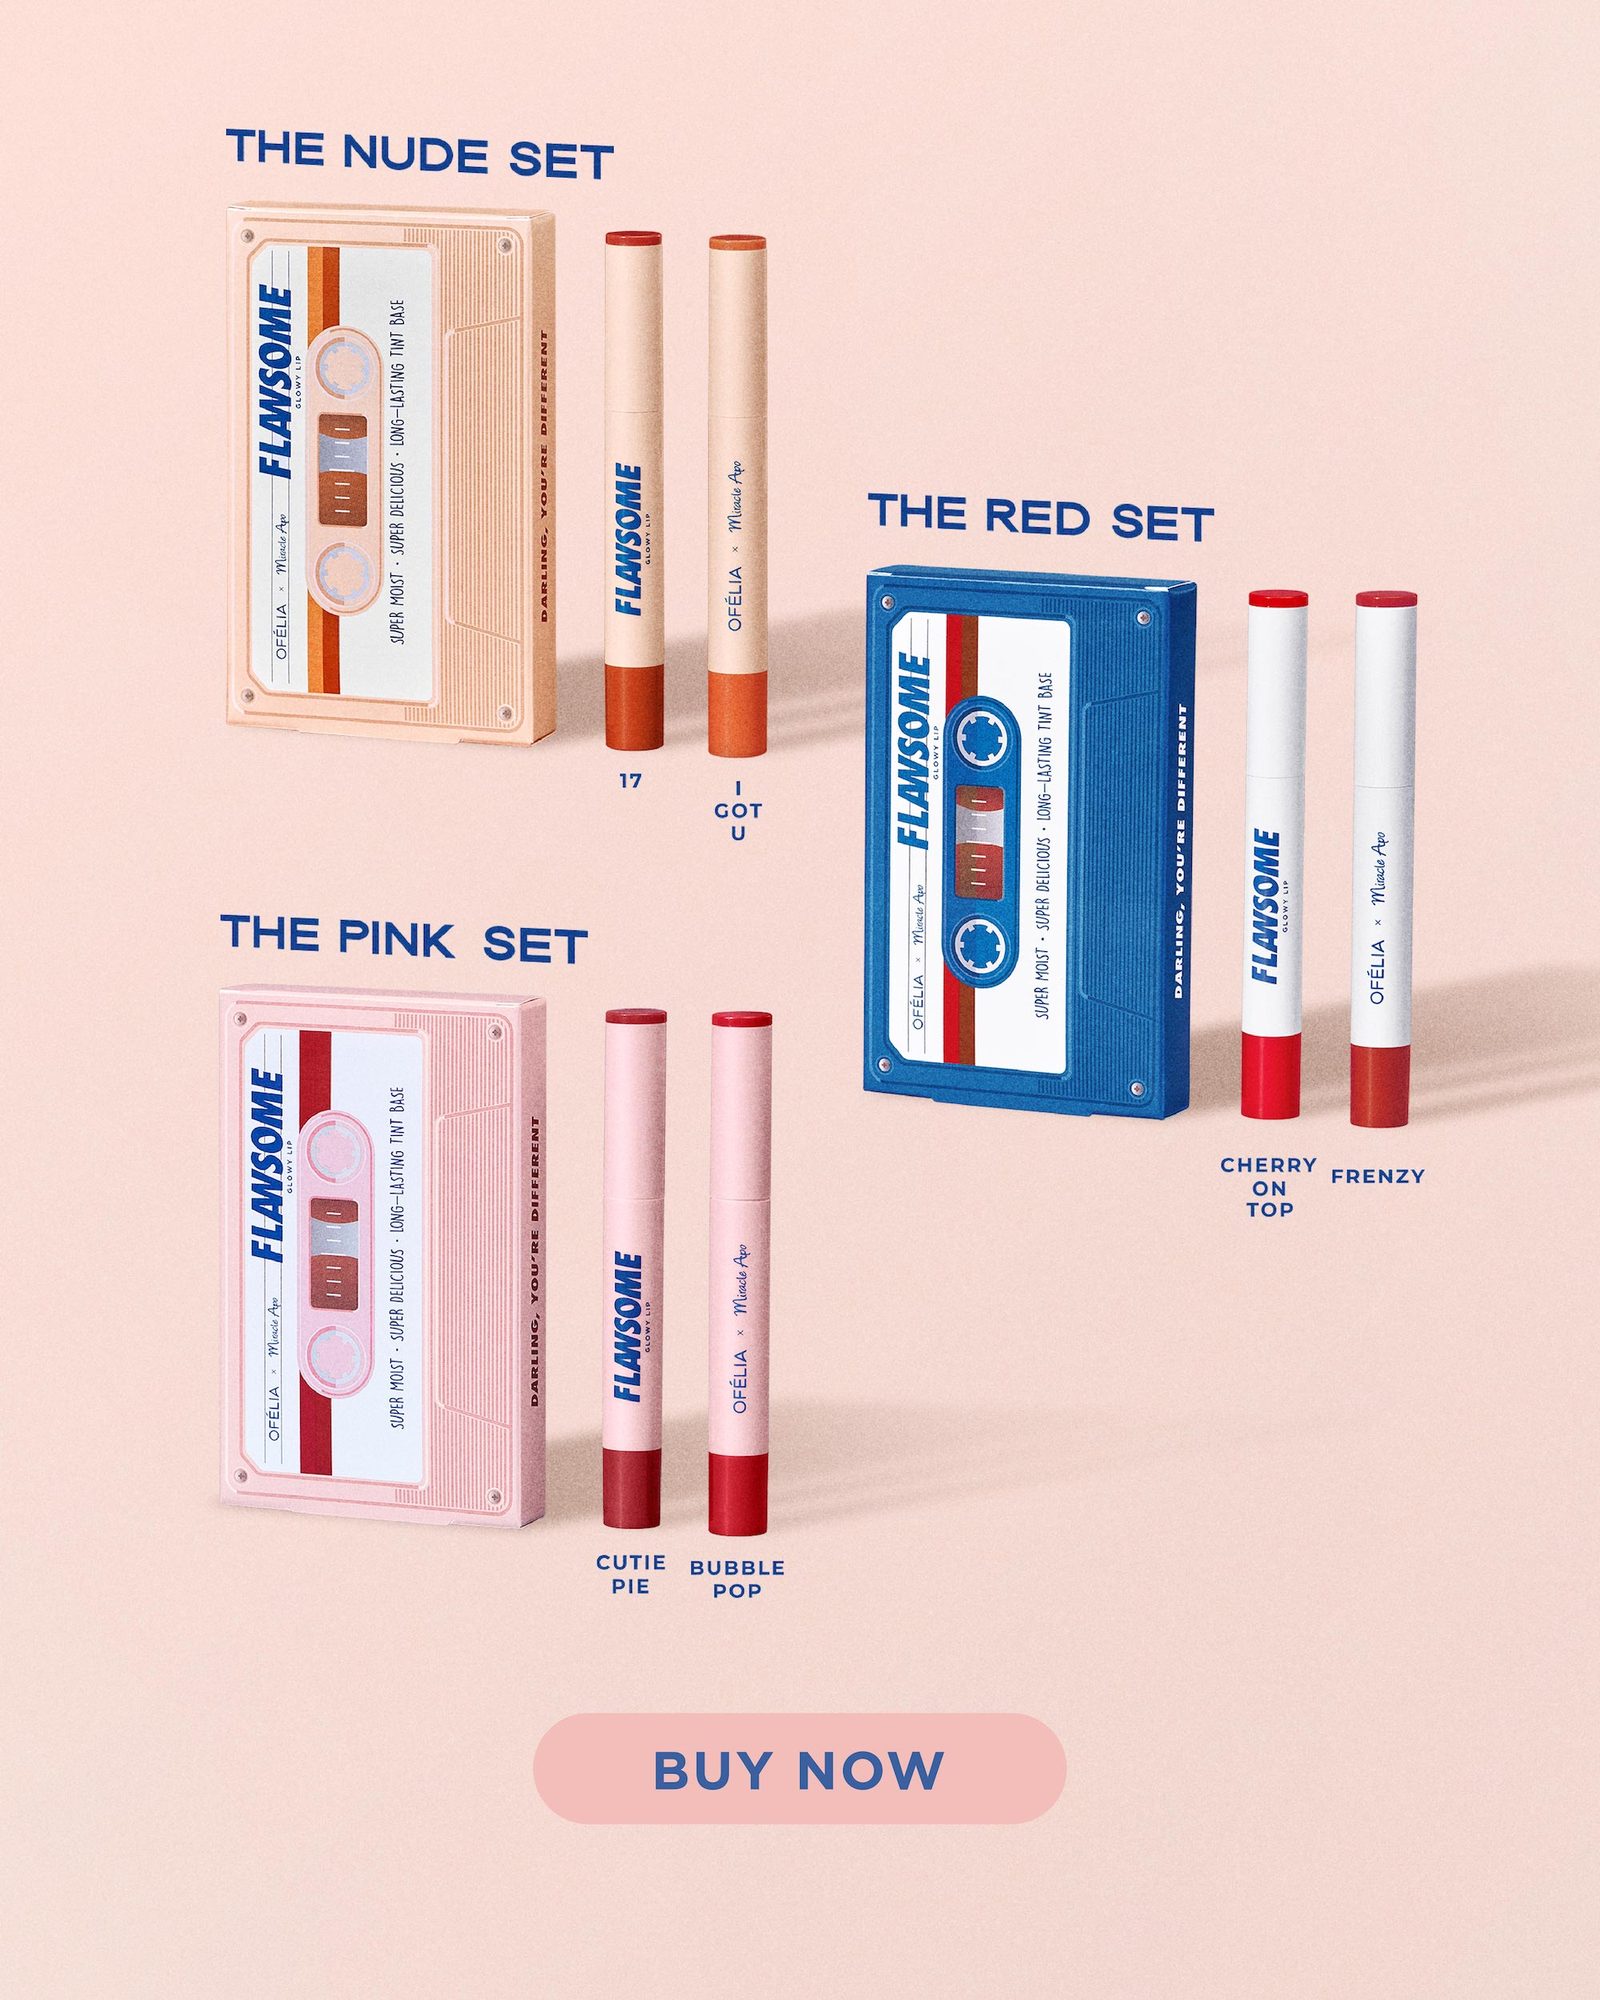 THE NUDE SET
FLAWSOME
GLOWY LIP
OFÉLIA × Miracle Apo
SUPER MOIST · SUPER DELICIOUS · LONG-LASTING TINT BASE
DARLING, YOU'RE DIFFERENT
FLAWSOME
GLOWY LIP
OFÉLIA × Miracle Apo
17
I
GOT
U
THE RED SET
FLAWSOME
GLOWY LIP
OFÉLIA × Miracle Apo
SUPER MOIST · SUPER DELICIOUS · LONG-LASTING TINT BASE
DARLING, YOU'RE DIFFERENT
FLAWSOME
GLOWY LIP
OFÉLIA × Miracle Apo
CHERRY
ON
TOP
FRENZY
THE PINK SET
FLAWSOME
GLOWY LIP
OFÉLIA × Miracle Apo
SUPER MOIST · SUPER DELICIOUS · LONG-LASTING TINT BASE
DARLING, YOU'RE DIFFERENT
FLAWSOME
GLOWY LIP
OFÉLIA × Miracle Apo
CUTIE
PIE
BUBBLE
POP
BUY NOW